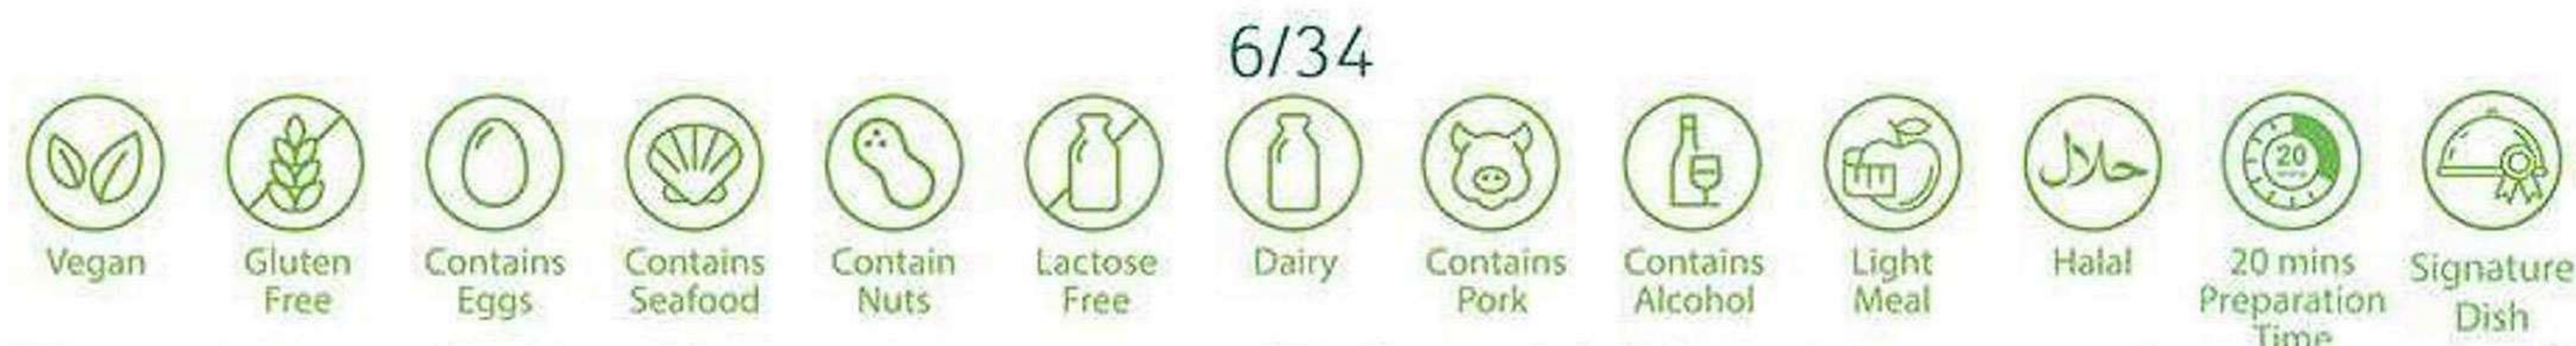 6/34
حلال
20
Vegan
Gluten
Free
Contains
Eggs
Contains
Seafood
Contain
Nuts
Lactose
Free
Dairy
Contains
Pork
Contains
Alcohol
Light
Meal
Halal
20 mins
Preparation
Time
Signature
Dish